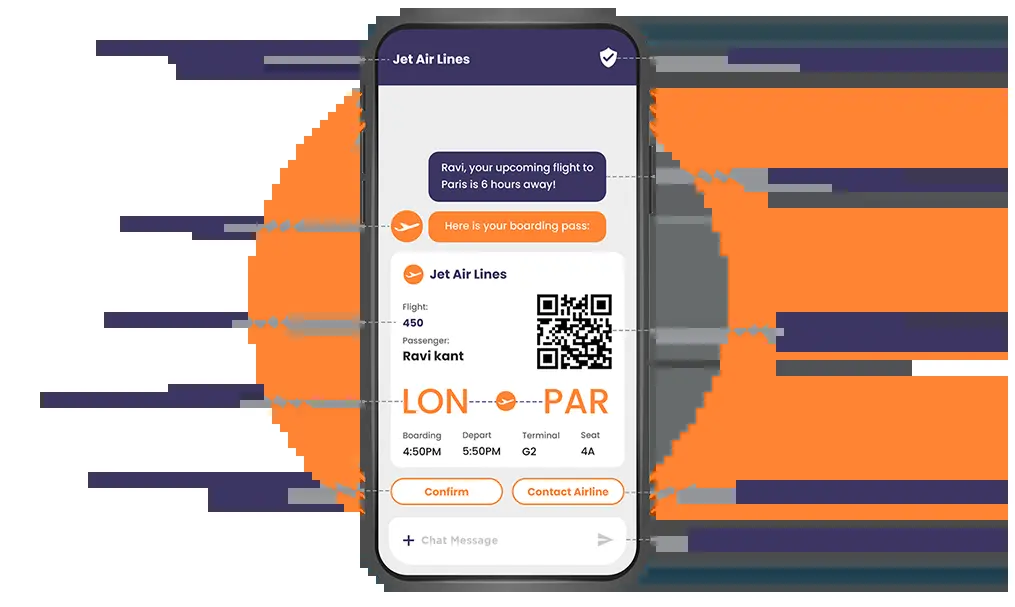 Jet Air Lines
Ravi, your upcoming flight to
Paris is 6 hours away!
Here is your boarding pass:
Jet Air Lines
Flight:
450
Passenger:
Ravi kant
LON PAR
Boarding Depart Terminal Seat
4:50PM 5:50PM G2 4A
Confirm Contact Airline
+ Chat Message